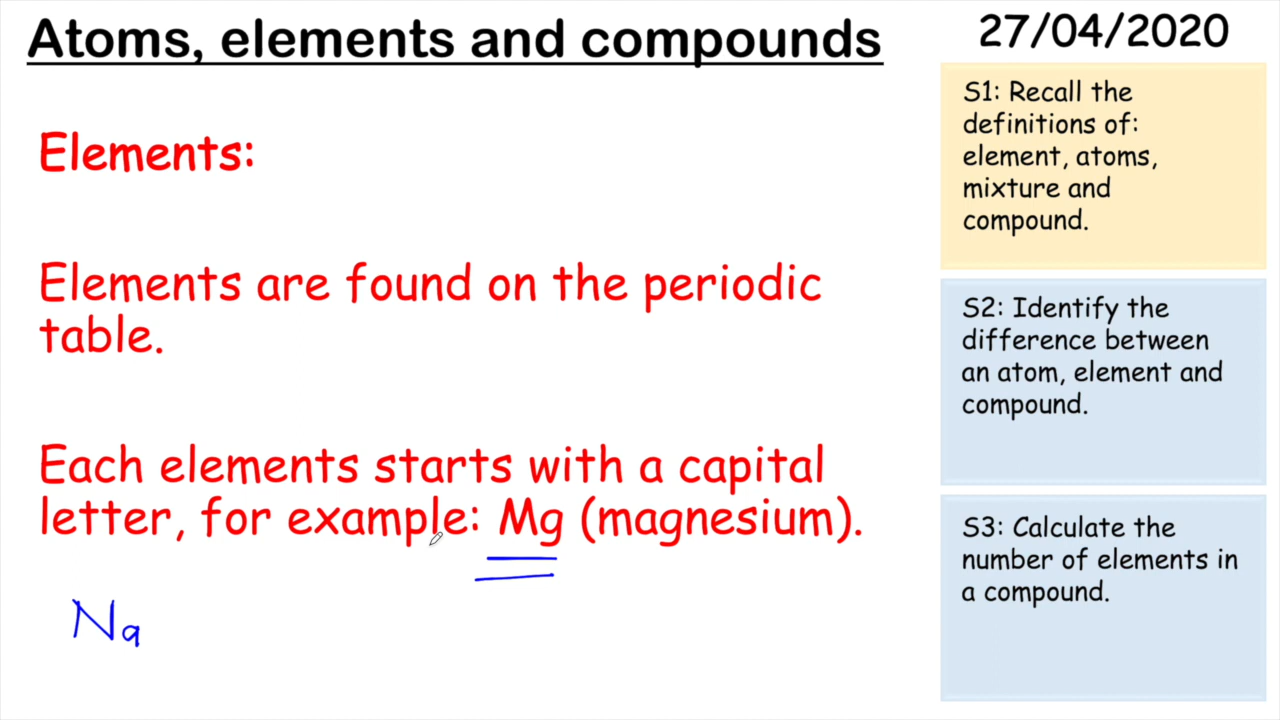 Atoms, elements and compounds
27/04/2020
Elements:
Elements are found on the periodic
table.
Each elements starts with a capital
letter, for example: Mg (magnesium).
Na
S1: Recall the
definitions of:
element, atoms,
mixture and
compound.
S2: Identify the
difference between
an atom, element and
compound.
S3: Calculate the
number of elements in
a compound.